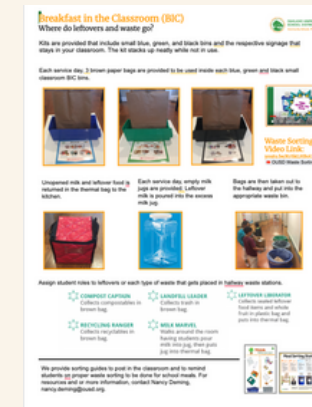 Breakfast in the Classroom (BIC)
Where do leftovers and waste go?
Kits are provided that include small blue, green, and black bins and the respective signage that
stays in your classroom. The kit stacks up neatly while not in use.
Each service day, 3 brown paper bags are provided to be used inside each blue, green and black small
classroom BIC bins.
Waste Sorting
Video Link:
Unopened milk and leftover food is
returned in the thermal bag to the
kitchen.
Each service day, empty milk
jugs are provided. Leftover
milk is poured into the excess
milk jug.
Bags are then taken out to
the hallway and put into the
appropriate waste bin.
Assign student roles to leftovers or each type of waste that gets placed in hallway waste stations.
COMPOST CAPTAIN
Collects compostables in
brown bag.
LANDFILL LEADER
Collects trash in
brown bag.
LEFTOVER LIBERATOR
Collects sealed leftover
food items and whole
fruit in plastic bag and
puts into thermal bag.
RECYCLING RANGER
Collects recyclables in
brown bag.
MILK MARVEL
Walks around the room
having students pour
milk into jug, then puts
jug into thermal bag.
We provide sorting guides to post in the classroom and to remind
students on proper waste sorting to be done for school meals. For
resources and or more information, contact Nancy Deming,
nancy.deming@ousd.org.